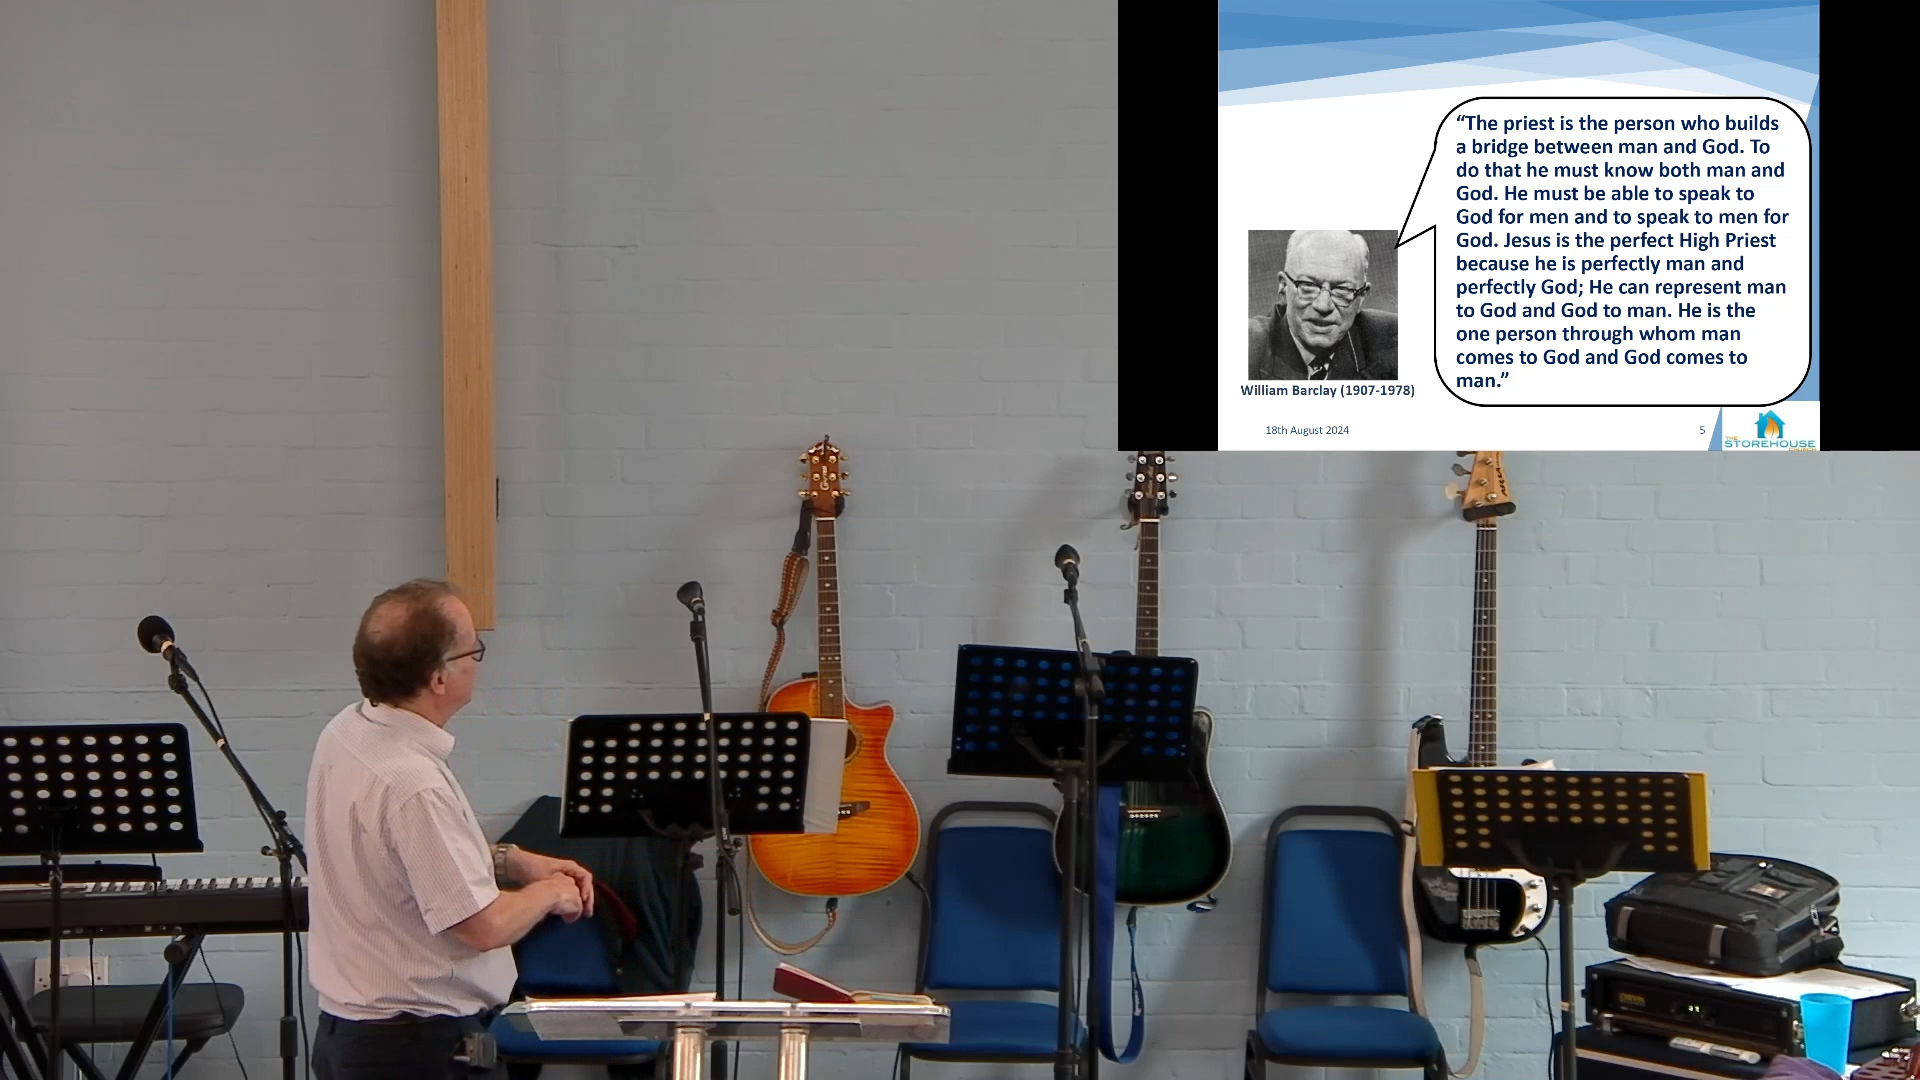 “The priest is the person who builds
a bridge between man and God. To
do that he must know both man and
God. He must be able to speak to
God for men and to speak to men for
God. Jesus is the perfect High Priest
because he is perfectly man and
perfectly God; He can represent man
to God and God to man. He is the
one person through whom man
comes to God and God comes to
man.”
William Barclay (1907-1978)
18th August 2024
5
THE
STOREHOUSE
CHURCH